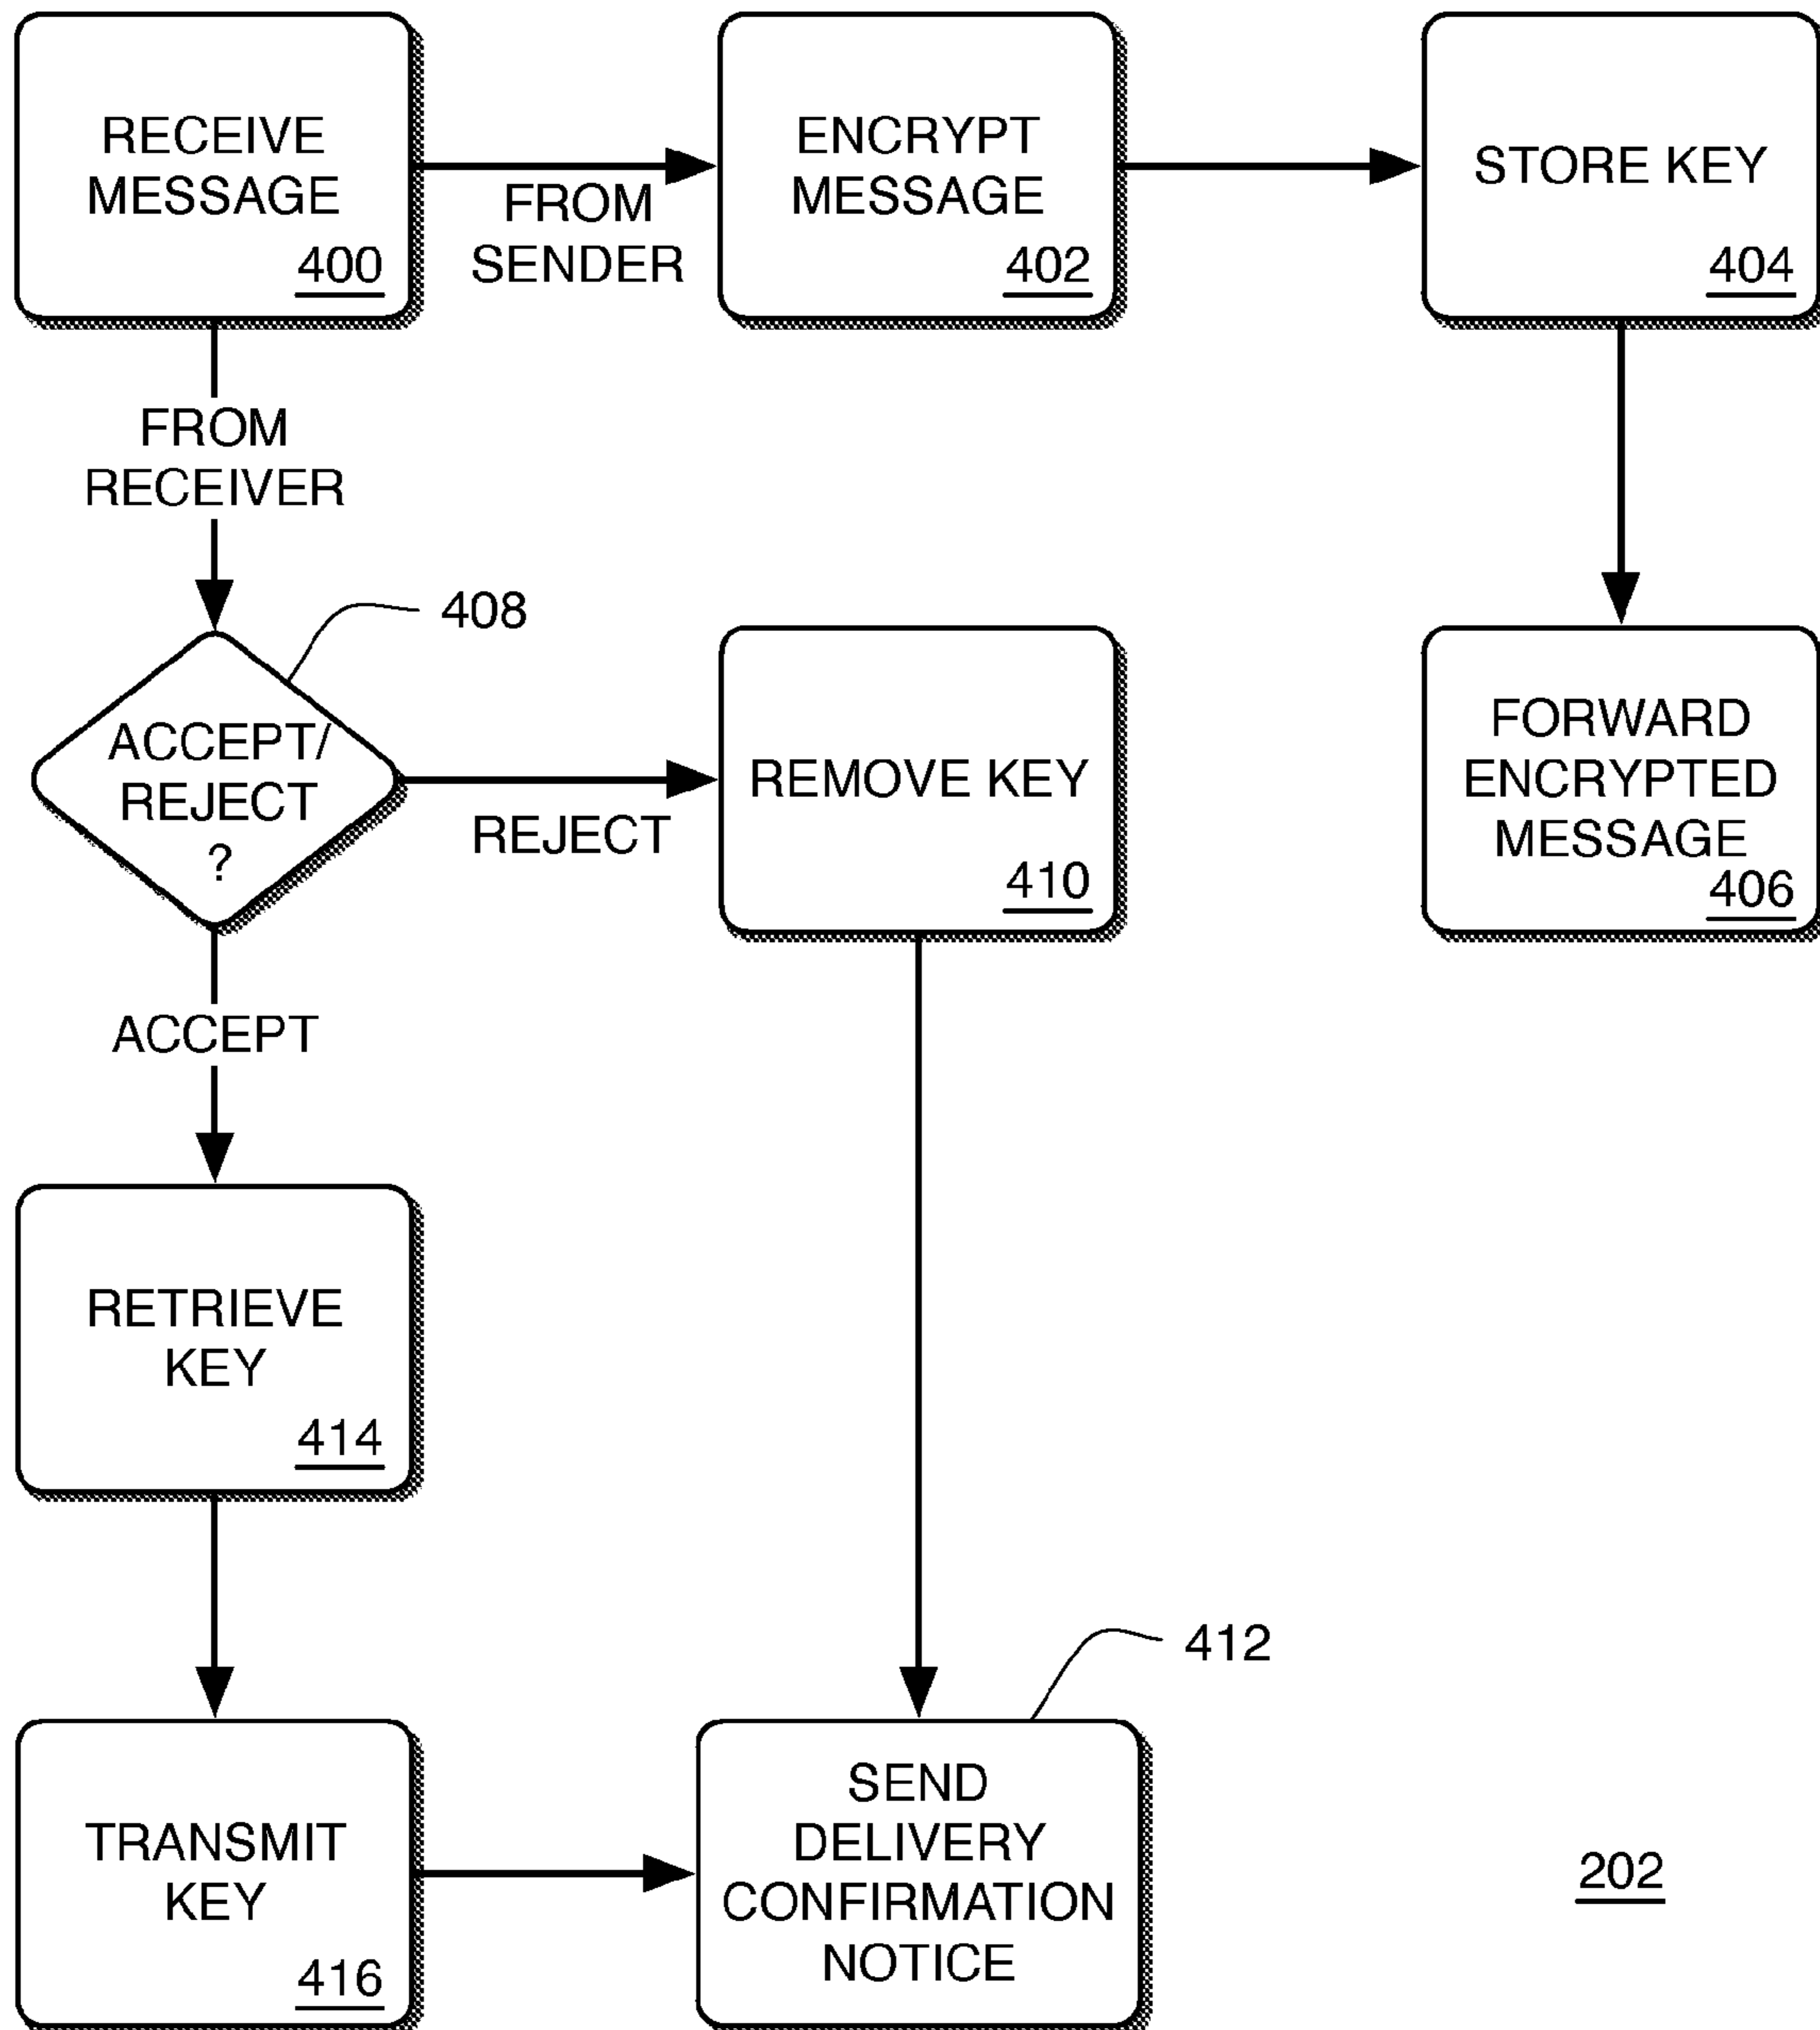 RECEIVE
MESSAGE
400
FROM
SENDER
ENCRYPT
MESSAGE
402
STORE KEY
404
FROM
RECEIVER
408
ACCEPT/
REJECT
?
REJECT
REMOVE KEY
410
FORWARD
ENCRYPTED
MESSAGE
406
ACCEPT
RETRIEVE
KEY
414
412
TRANSMIT
KEY
416
SEND
DELIVERY
CONFIRMATION
NOTICE
202